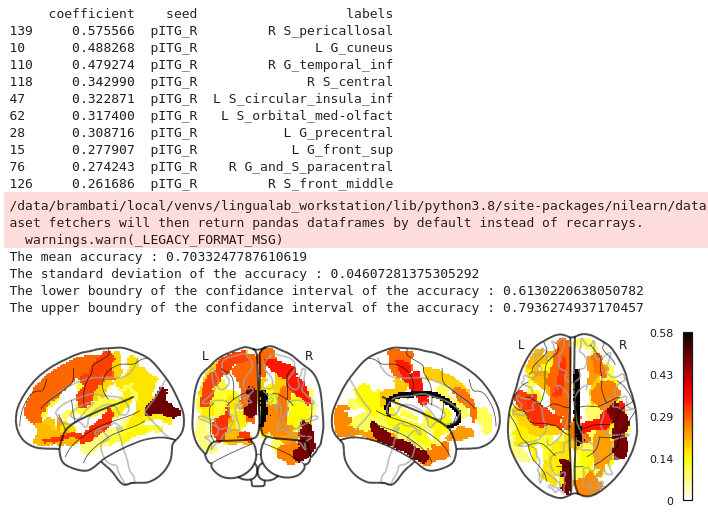 coefficient seed labels
139 0.575566 pITG_R R S_pericallosal
10 0.488268 pITG_R L G_cuneus
110 0.479274 pITG_R R G_temporal_inf
118 0.342990 pITG_R R S_central
47 0.322871 pITG_R L S_circular_insula_inf
62 0.317400 pITG_R L S_orbital_med-olfact
28 0.308716 pITG_R L G_precentral
15 0.277907 pITG_R L G_front_sup
76 0.274243 pITG_R R G_and_S_paracentral
126 0.261686 pITG_R R S_front_middle
/data/brambati/local/venvs/lingualab_workstation/lib/python3.8/site-packages/nilearn/data
aset fetchers will then return pandas dataframes by default instead of recarrays.
warnings.warn(_LEGACY_FORMAT_MSG)
The mean accuracy : 0.7033247787610619
The standard deviation of the accuracy : 0.04607281375305292
The lower boundry of the confidance interval of the accuracy : 0.6130220638050782
The upper boundry of the confidance interval of the accuracy : 0.7936274937170457
L R
L R
0.58
0.43
0.29
0.14
0